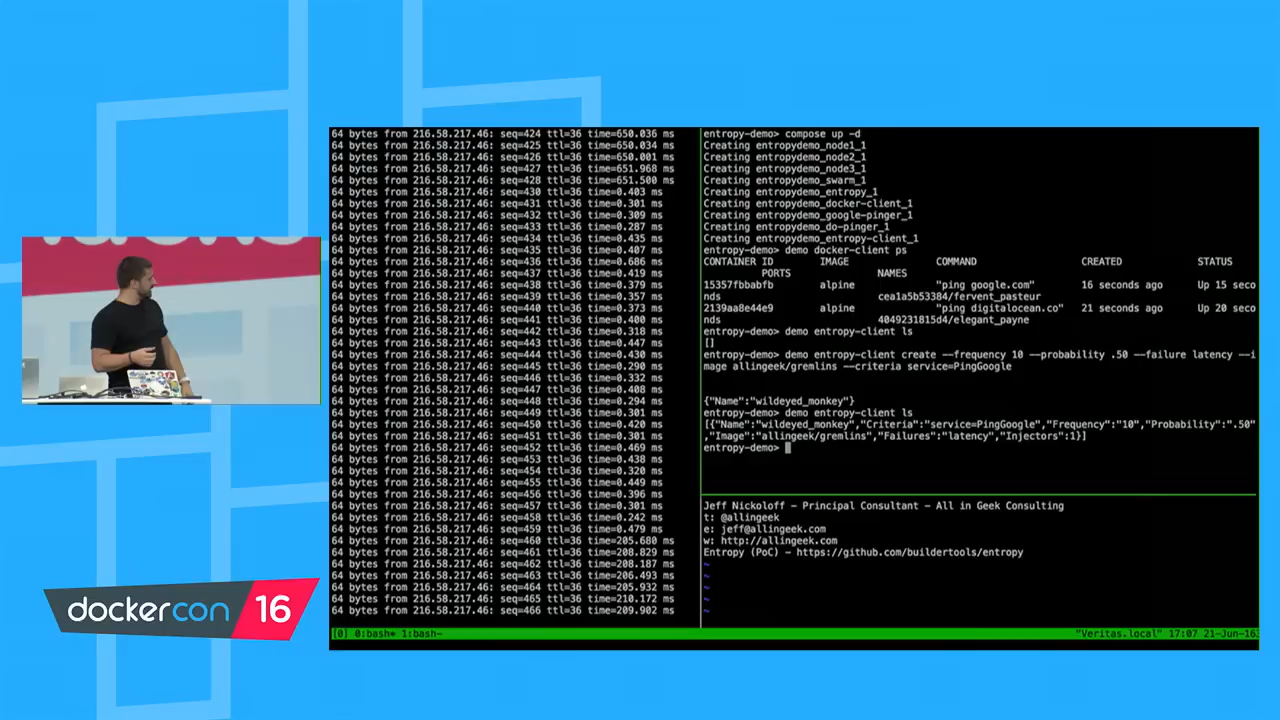 64 bytes from 216.58.217.46: seq=424 ttl=36 time=650.036 ms
64 bytes from 216.58.217.46: seq=425 ttl=36 time=650.034 ms
64 bytes from 216.58.217.46: seq=426 ttl=36 time=650.001 ms
64 bytes from 216.58.217.46: seq=427 ttl=36 time=651.968 ms
64 bytes from 216.58.217.46: seq=428 ttl=36 time=651.500 ms
64 bytes from 216.58.217.46: seq=430 ttl=36 time=0.403 ms
64 bytes from 216.58.217.46: seq=431 ttl=36 time=0.301 ms
64 bytes from 216.58.217.46: seq=432 ttl=36 time=0.309 ms
64 bytes from 216.58.217.46: seq=433 ttl=36 time=0.287 ms
64 bytes from 216.58.217.46: seq=434 ttl=36 time=0.435 ms
64 bytes from 216.58.217.46: seq=435 ttl=36 time=0.407 ms
64 bytes from 216.58.217.46: seq=436 ttl=36 time=0.686 ms
64 bytes from 216.58.217.46: seq=437 ttl=36 time=0.419 ms
64 bytes from 216.58.217.46: seq=438 ttl=36 time=0.379 ms
64 bytes from 216.58.217.46: seq=439 ttl=36 time=0.357 ms
64 bytes from 216.58.217.46: seq=440 ttl=36 time=0.373 ms
64 bytes from 216.58.217.46: seq=441 ttl=36 time=0.400 ms
64 bytes from 216.58.217.46: seq=442 ttl=36 time=0.318 ms
64 bytes from 216.58.217.46: seq=443 ttl=36 time=0.447 ms
64 bytes from 216.58.217.46: seq=444 ttl=36 time=0.430 ms
64 bytes from 216.58.217.46: seq=445 ttl=36 time=0.290 ms
64 bytes from 216.58.217.46: seq=446 ttl=36 time=0.332 ms
64 bytes from 216.58.217.46: seq=447 ttl=36 time=0.408 ms
64 bytes from 216.58.217.46: seq=448 ttl=36 time=0.294 ms
64 bytes from 216.58.217.46: seq=449 ttl=36 time=0.301 ms
64 bytes from 216.58.217.46: seq=450 ttl=36 time=0.420 ms
64 bytes from 216.58.217.46: seq=451 ttl=36 time=0.301 ms
64 bytes from 216.58.217.46: seq=452 ttl=36 time=0.469 ms
64 bytes from 216.58.217.46: seq=453 ttl=36 time=0.438 ms
64 bytes from 216.58.217.46: seq=454 ttl=36 time=0.320 ms
64 bytes from 216.58.217.46: seq=455 ttl=36 time=0.449 ms
64 bytes from 216.58.217.46: seq=456 ttl=36 time=0.396 ms
64 bytes from 216.58.217.46: seq=457 ttl=36 time=0.301 ms
64 bytes from 216.58.217.46: seq=458 ttl=36 time=0.242 ms
64 bytes from 216.58.217.46: seq=459 ttl=36 time=0.479 ms
64 bytes from 216.58.217.46: seq=460 ttl=36 time=205.680 ms
64 bytes from 216.58.217.46: seq=461 ttl=36 time=208.829 ms
64 bytes from 216.58.217.46: seq=462 ttl=36 time=208.187 ms
64 bytes from 216.58.217.46: seq=463 ttl=36 time=206.493 ms
64 bytes from 216.58.217.46: seq=464 ttl=36 time=205.932 ms
64 bytes from 216.58.217.46: seq=465 ttl=36 time=210.172 ms
64 bytes from 216.58.217.46: seq=466 ttl=36 time=209.902 ms
entropy-demo> compose up -d
Creating entropydemo_node1_1
Creating entropydemo_node2_1
Creating entropydemo_node3_1
Creating entropydemo_swarm_1
Creating entropydemo_entropy_1
Creating entropydemo_docker-client_1
Creating entropydemo_google-pinger_1
Creating entropydemo_do-pinger_1
Creating entropydemo_entropy-client_1
entropy-demo> demo docker-client ps
CONTAINER ID IMAGE COMMAND CREATED STATUS
PORTS NAMES
15357fbbabfb alpine "ping google.com" 16 seconds ago Up 15 seco
nds cea1a5b53384/fervent_pasteur
2139aa8e44e9 alpine "ping digitalocean.co" 21 seconds ago Up 20 seco
nds 4049231815d4/elegant_payne
entropy-demo> demo entropy-client ls
[]
entropy-demo> demo entropy-client create --frequency 10 --probability .50 --failure latency --i
mage allingeek/gremlins --criteria service=PingGoogle
{"Name":"wildeyed_monkey"}
entropy-demo> demo entropy-client ls
[{"Name":"wildeyed_monkey","Criteria":"service=PingGoogle","Frequency":"10","Probability":".50"
,"Image":"allingeek/gremlins","Failures":"latency","Injectors":1}]
entropy-demo>
Jeff Nickoloff - Principal Consultant - All in Geek Consulting
t: @allingeek
e: jeff@allingeek.com
w: http://allingeek.com
Entropy (PoC) - https://github.com/buildertools/entropy
~
~
~
~
~
[0] 0:bash* 1:bash- "Veritas.local" 17:07 21-Jun-16
dockercon 16